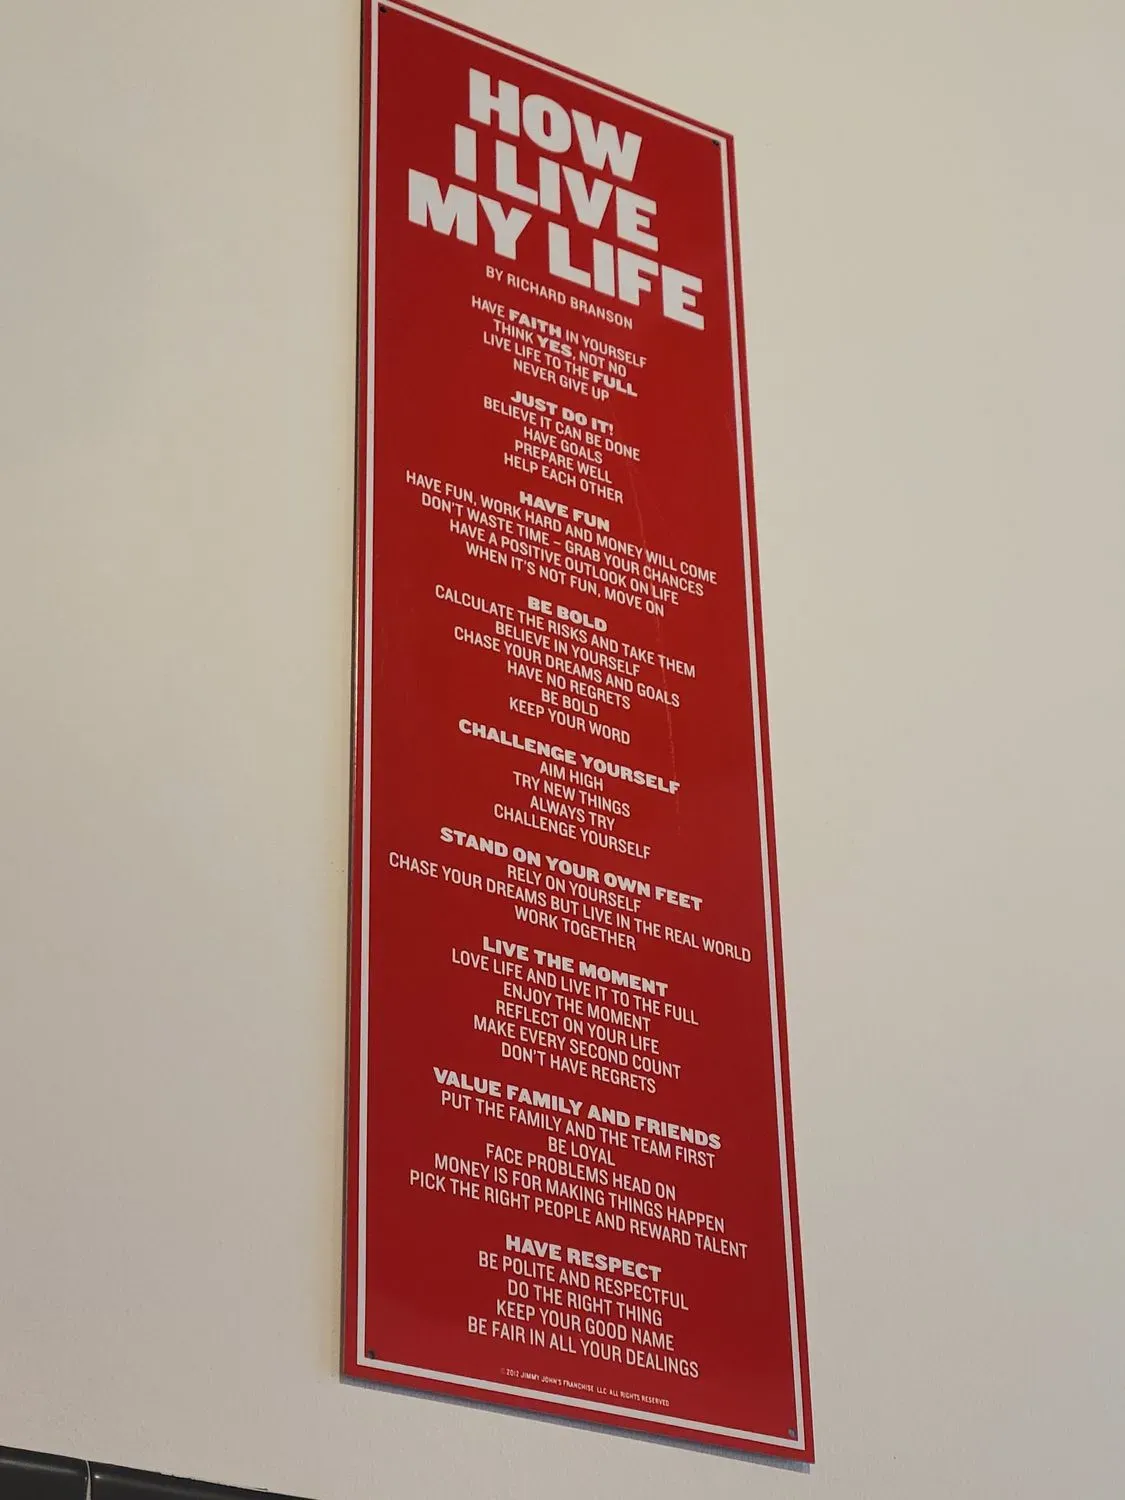 HOW
I LIVE
MY LIFE
BY RICHARD BRANSON
HAVE FAITH IN YOURSELF
THINK YES, NOT NO
LIVE LIFE TO THE FULL
NEVER GIVE UP
JUST DO IT!
BELIEVE IT CAN BE DONE
HAVE GOALS
PREPARE WELL
HELP EACH OTHER
HAVE FUN
HAVE FUN, WORK HARD AND MONEY WILL COME
DON'T WASTE TIME – GRAB YOUR CHANCES
HAVE A POSITIVE OUTLOOK ON LIFE
WHEN IT'S NOT FUN, MOVE ON
BE BOLD
CALCULATE THE RISKS AND TAKE THEM
BELIEVE IN YOURSELF
CHASE YOUR DREAMS AND GOALS
HAVE NO REGRETS
BE BOLD
KEEP YOUR WORD
CHALLENGE YOURSELF
AIM HIGH
TRY NEW THINGS
ALWAYS TRY
CHALLENGE YOURSELF
STAND ON YOUR OWN FEET
RELY ON YOURSELF
CHASE YOUR DREAMS BUT LIVE IN THE REAL WORLD
WORK TOGETHER
LIVE THE MOMENT
LOVE LIFE AND LIVE IT TO THE FULL
ENJOY THE MOMENT
REFLECT ON YOUR LIFE
MAKE EVERY SECOND COUNT
DON'T HAVE REGRETS
VALUE FAMILY AND FRIENDS
PUT THE FAMILY AND THE TEAM FIRST
BE LOYAL
FACE PROBLEMS HEAD ON
MONEY IS FOR MAKING THINGS HAPPEN
PICK THE RIGHT PEOPLE AND REWARD TALENT
HAVE RESPECT
BE POLITE AND RESPECTFUL
DO THE RIGHT THING
KEEP YOUR GOOD NAME
BE FAIR IN ALL YOUR DEALINGS
© 2012 JIMMY JOHN'S FRANCHISE, LLC ALL RIGHTS RESERVED